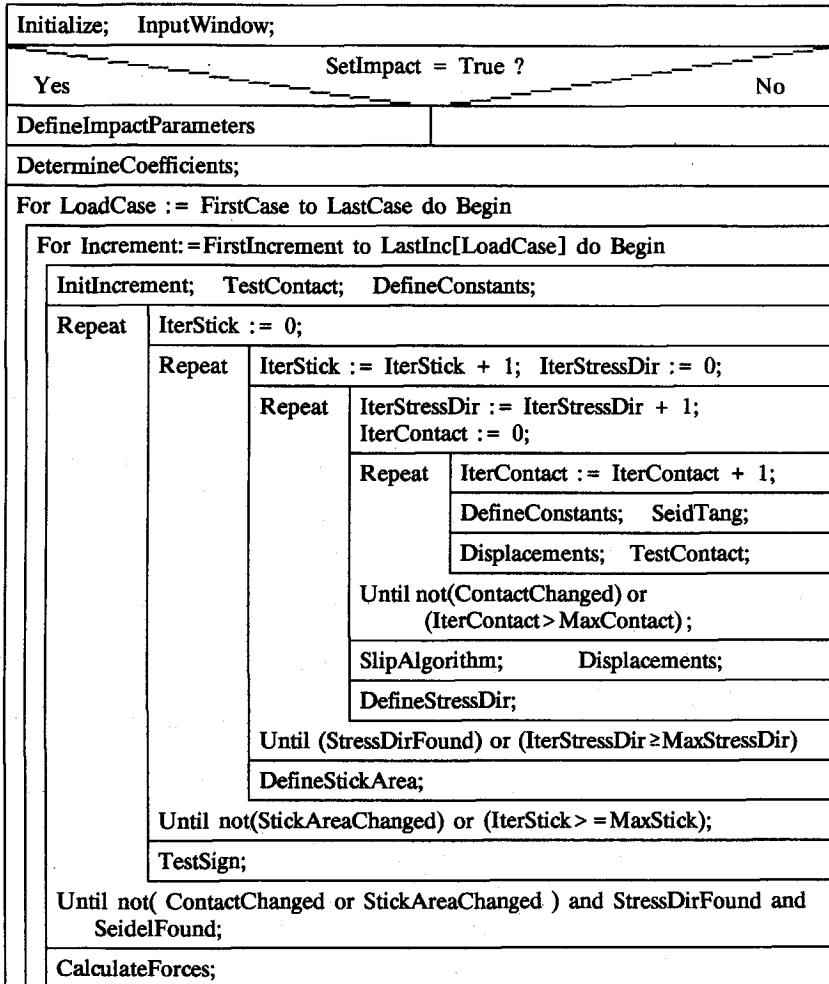 Initialize; InputWindow;
SetImpact = True ?
Yes
No
DefineImpactParameters
DetermineCoefficients;
For LoadCase := FirstCase to LastCase do Begin
For Increment:=FirstIncrement to LastInc[LoadCase] do Begin
InitIncrement; TestContact; DefineConstants;
Repeat IterStick := 0;
Repeat IterStick := IterStick + 1; IterStressDir := 0;
Repeat IterStressDir := IterStressDir + 1;
IterContact := 0;
Repeat IterContact := IterContact + 1;
DefineConstants; SeidTang;
Displacements; TestContact;
Until not(ContactChanged) or
(IterContact>MaxContact);
SlipAlgorithm; Displacements;
DefineStressDir;
Until (StressDirFound) or (IterStressDir≥MaxStressDir)
DefineStickArea;
Until not(StickAreaChanged) or (IterStick>=MaxStick);
TestSign;
Until not( ContactChanged or StickAreaChanged ) and StressDirFound and
SeidelFound;
CalculateForces;